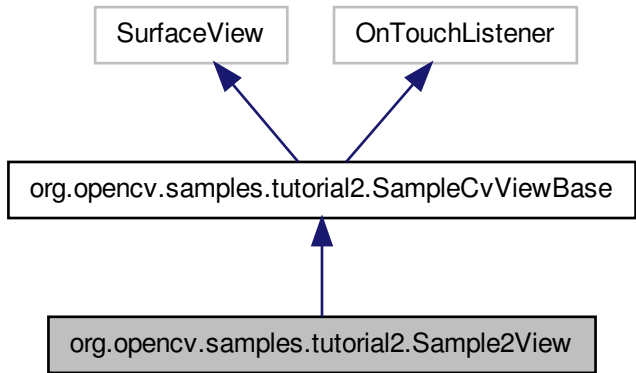 SurfaceView
OnTouchListener
org.opencv.samples.tutorial2.SampleCvViewBase
org.opencv.samples.tutorial2.Sample2View